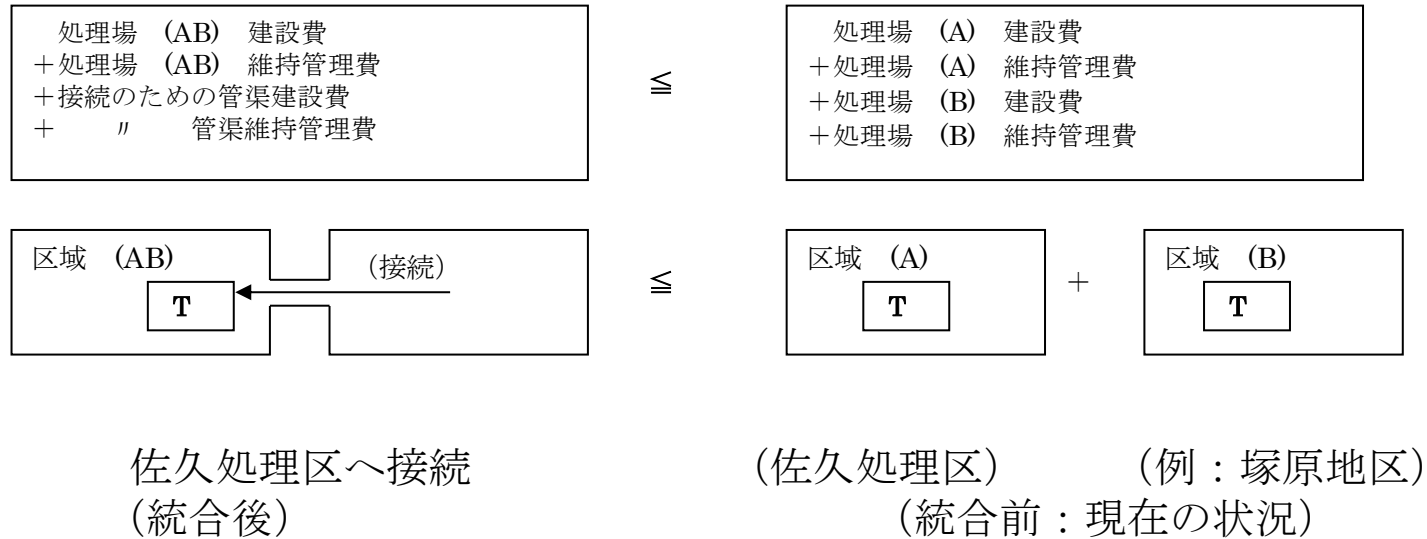 処理場 (AB) 建設費
+処理場 (AB) 維持管理費
+接続のための管渠建設費
+ 〃 管渠維持管理費
≦
処理場 (A) 建設費
+処理場 (A) 維持管理費
+処理場 (B) 建設費
+処理場 (B) 維持管理費
区域 (AB)
T
(接続)
≦
区域 (A)
T
+
区域 (B)
T
佐久処理区へ接続
(統合後)
(佐久処理区) (例:塚原地区)
(統合前:現在の状況)